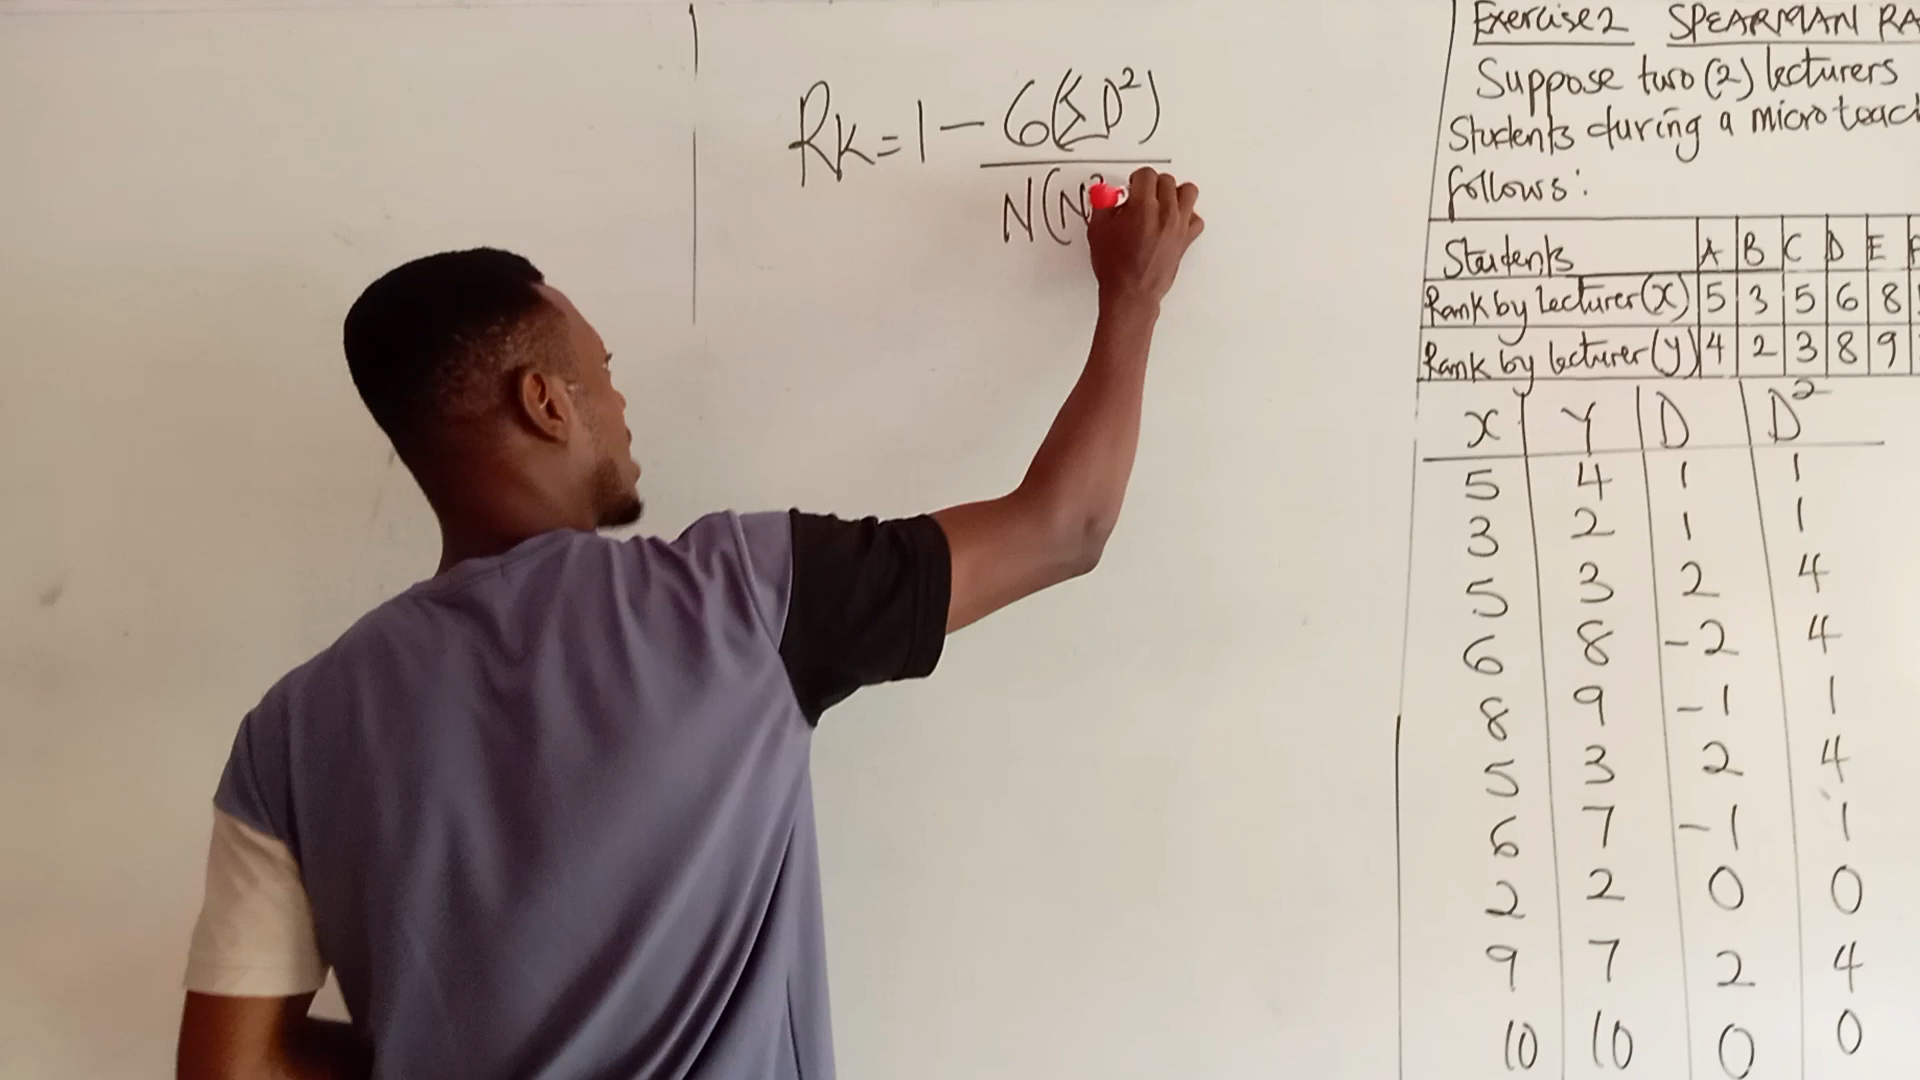 Rk = 1 - 6(ΣD²)
N(N²
Exercise 2 SPEARMAN RA
Suppose two (2) lecturers
Students during a micro teach
follows:
Students A B C D E
Rank by Lecturer (x) 5 3 5 6 8
Rank by lecturer (y) 4 2 3 8 9
x Y D D²
5 4 1 1
3 2 1 1
5 3 2 4
6 8 -2 4
8 9 -1 1
5 3 2 4
6 7 -1 1
2 2 0 0
9 7 2 4
10 10 0 0